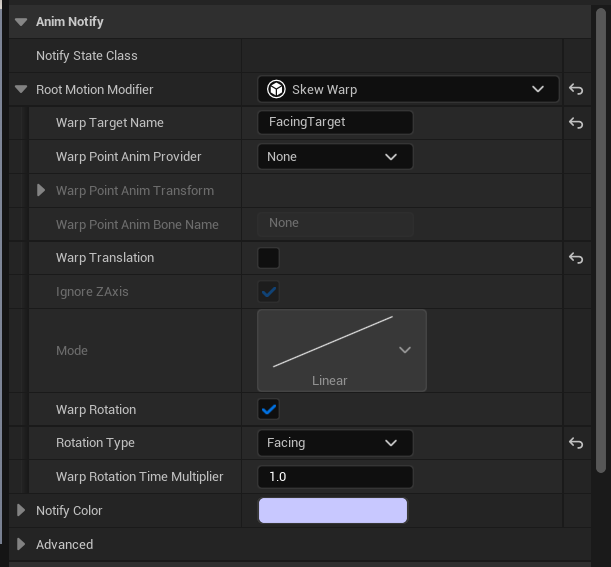 Anim Notify
Notify State Class
Root Motion Modifier Skew Warp
Warp Target Name FacingTarget
Warp Point Anim Provider None
Warp Point Anim Transform
Warp Point Anim Bone Name None
Warp Translation
Ignore ZAxis
Mode
Linear
Warp Rotation
Rotation Type Facing
Warp Rotation Time Multiplier 1.0
Notify Color
Advanced